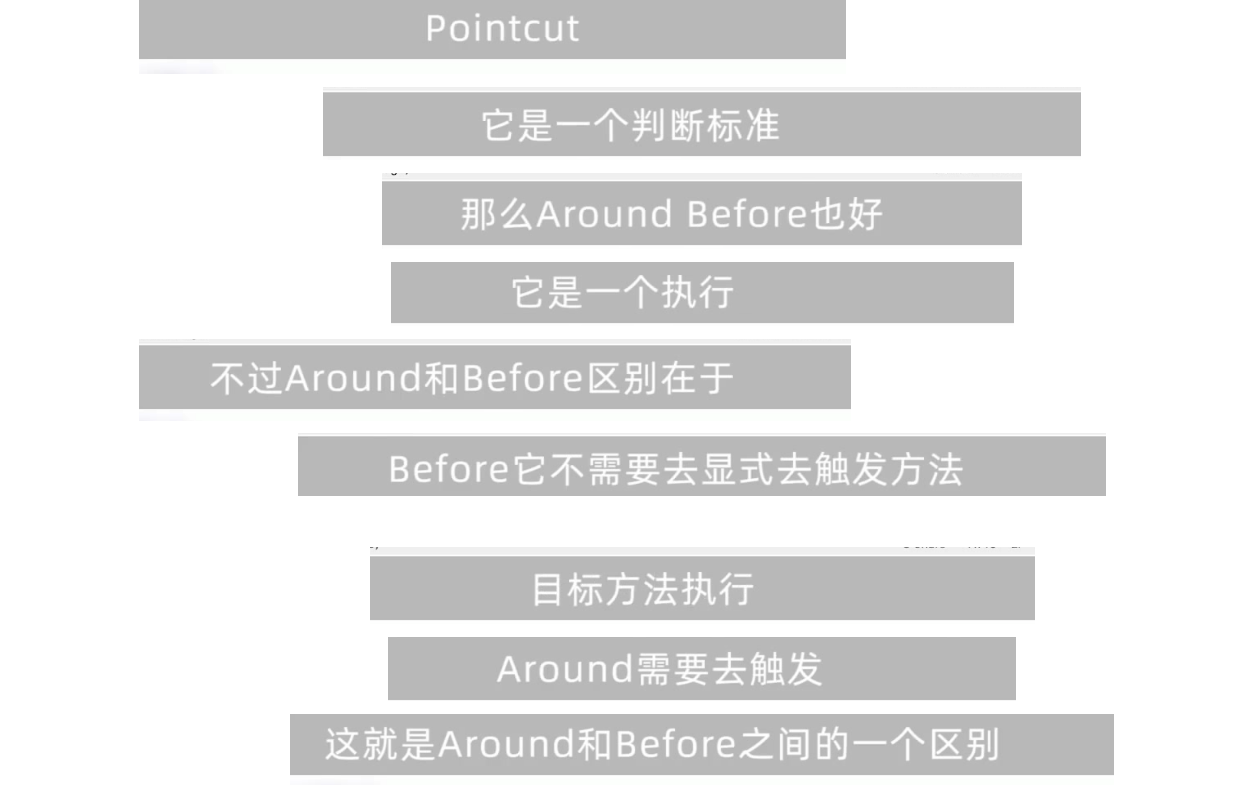 Pointcut
它是一个判断标准
那么Around Before也好
它是一个执行
不过Around和Before区别在于
Before它不需要去显式去触发方法
目标方法执行
Around需要去触发
这就是Around和Before之间的一个区别